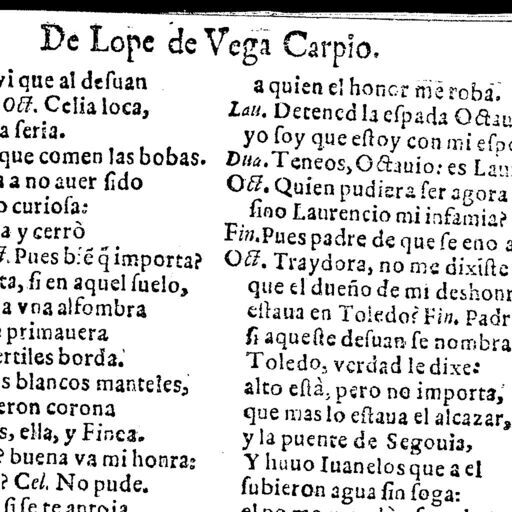 De Lope de Vega Carpio.
vi que al desuan
Oct. Celia loca,
a seria.
que comen las bobas.
a a no auer sido
o curiosa:
a y cerrò
t. Pues biẽ q̃ importa?
ta, si en aquel suelo,
a vna alfombra
primauera
ertiles borda.
s blancos manteles,
eron corona
s, ella, y Finea.
? buena va mi honra:
? Cel. No pude.
si se te antoja
a quien el honor me roba.
Lau. Detened la espada Octau
yo soy que estoy con mi espo
Dua. Teneos, Octauio: es Lau
Oct. Quien pudiera ser agora
sino Laurencio mi infamia?
Fin. Pues padre de que se eno a
Oct. Traydora, no me dixiste
que el dueño de mi deshonr
estaua en Toledo? Fin. Padr
si aqueste desuan se nombra
Toledo, verdad le dixe:
alto està, pero no importa,
que mas lo estaua el alcazar,
y la puente de Segouia,
Y huuo Iuanelos que a el
subieron agua sin soga: